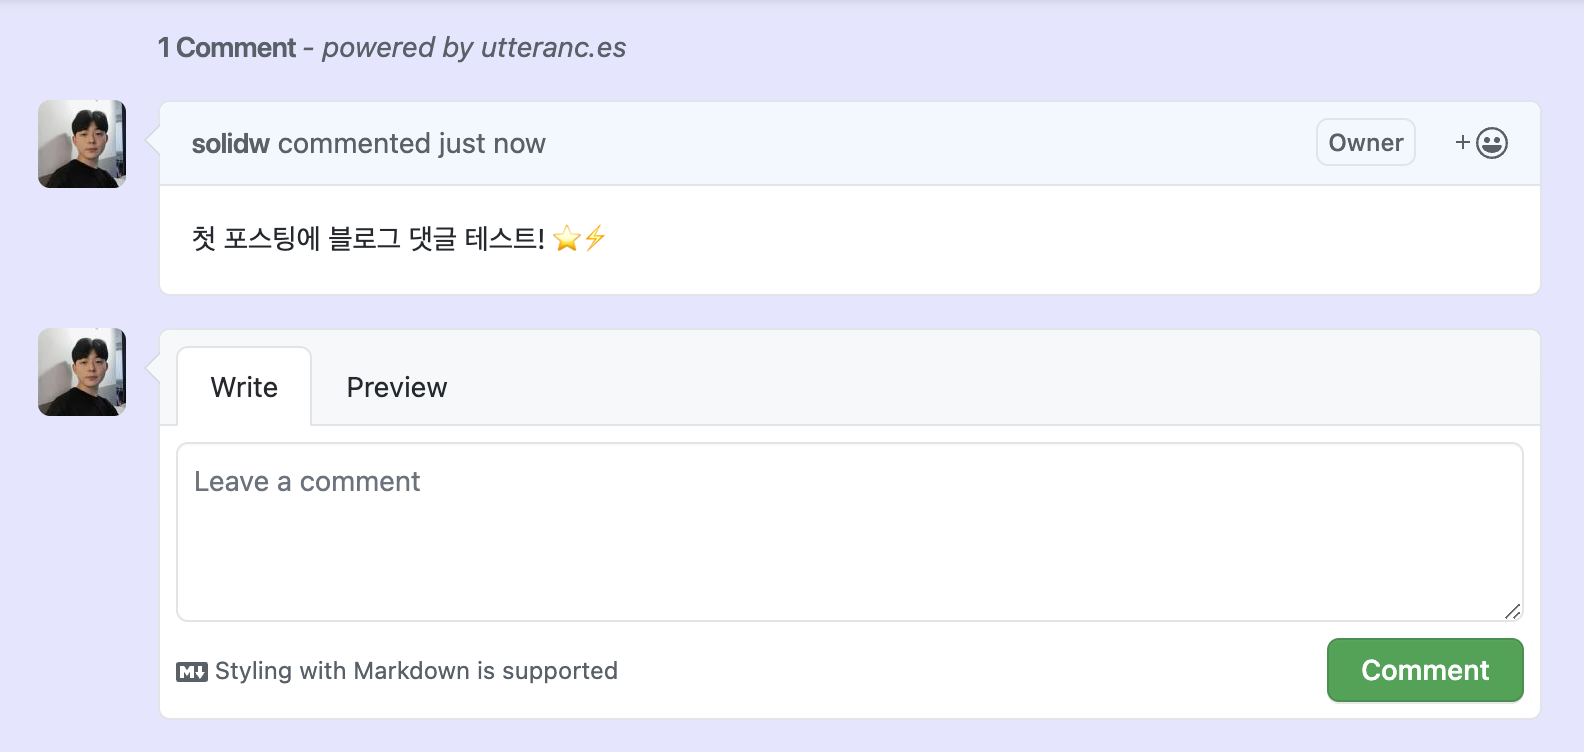 1 Comment - powered by utteranc.es
solidw commented just now
Owner
+
첫 포스팅에 블로그 댓글 테스트! ⭐⚡
Write
Preview
Leave a comment
M↓ Styling with Markdown is supported
Comment